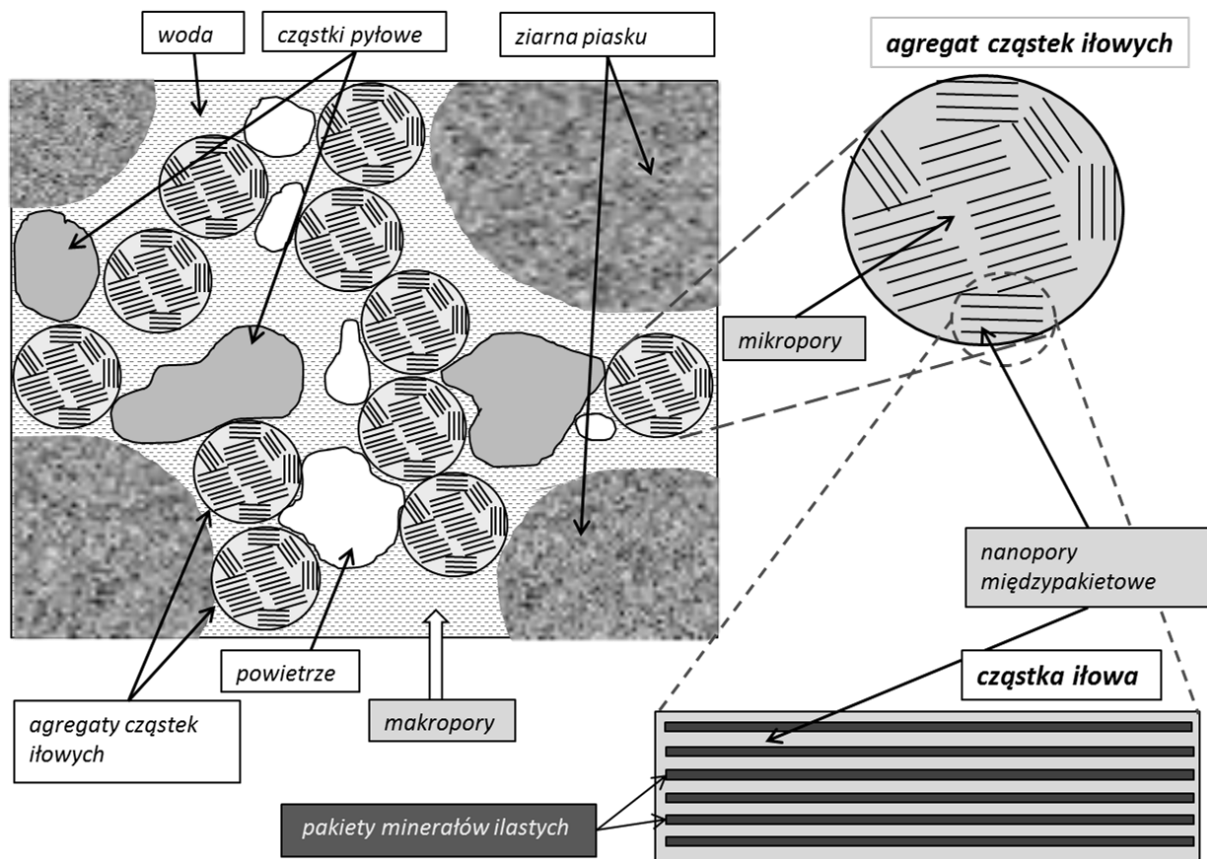 woda
cząstki pyłowe
ziarna piasku
agregat cząstek iłowych
mikropory
nanopory
międzypakietowe
cząstka iłowa
powietrze
makropory
agregaty cząstek
iłowych
pakiety minerałów ilastych